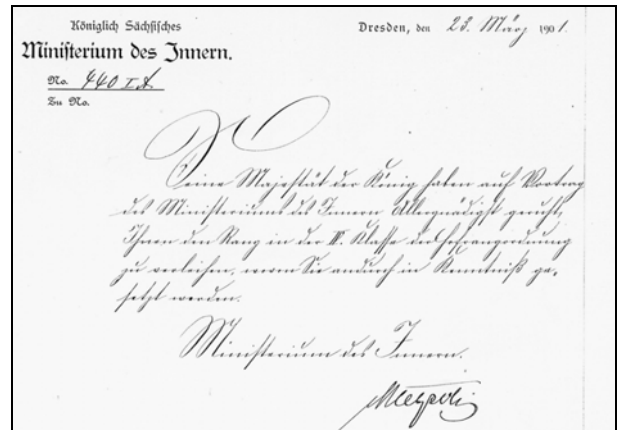 Königlich Sächsisches
Ministerium des Innern.
Dresden, den 23. März 1901.
No. 440 I A
Zu No.
Seine Majestät der König haben auf Vortrag
des Ministeriums des Innern Allergnädigst geruht,
Ihnen den Rang in der IV. Klasse der Hofrangordnung
zu verleihen, wovon Sie andurch in Kenntniß ge-
setzt werden.
Ministerium des Innern.